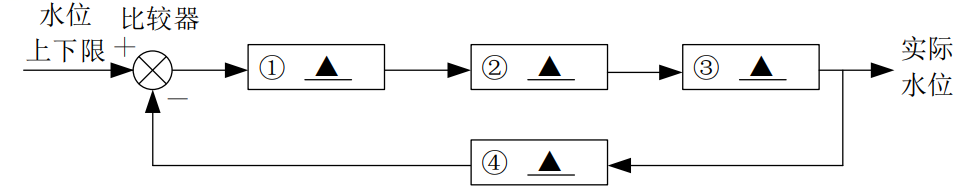 水位
上下限
比较器
+
−
① ▲
② ▲
③ ▲
④ ▲
实际
水位